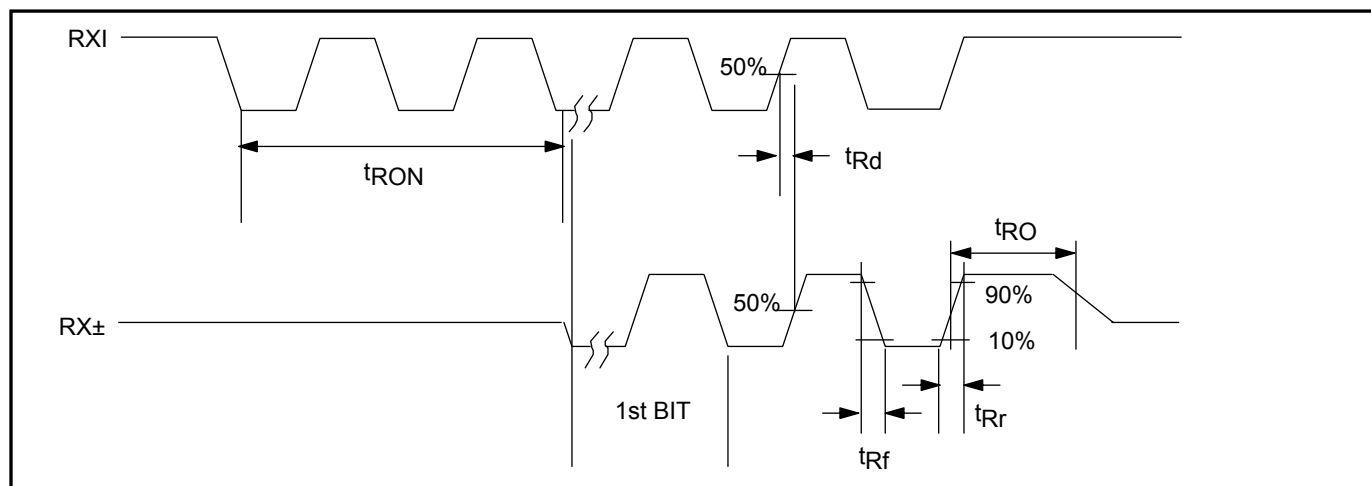 RXI
50%
tRd
tRON
tRO
50%
90%
RX±
10%
1st BIT
tRr
tRf